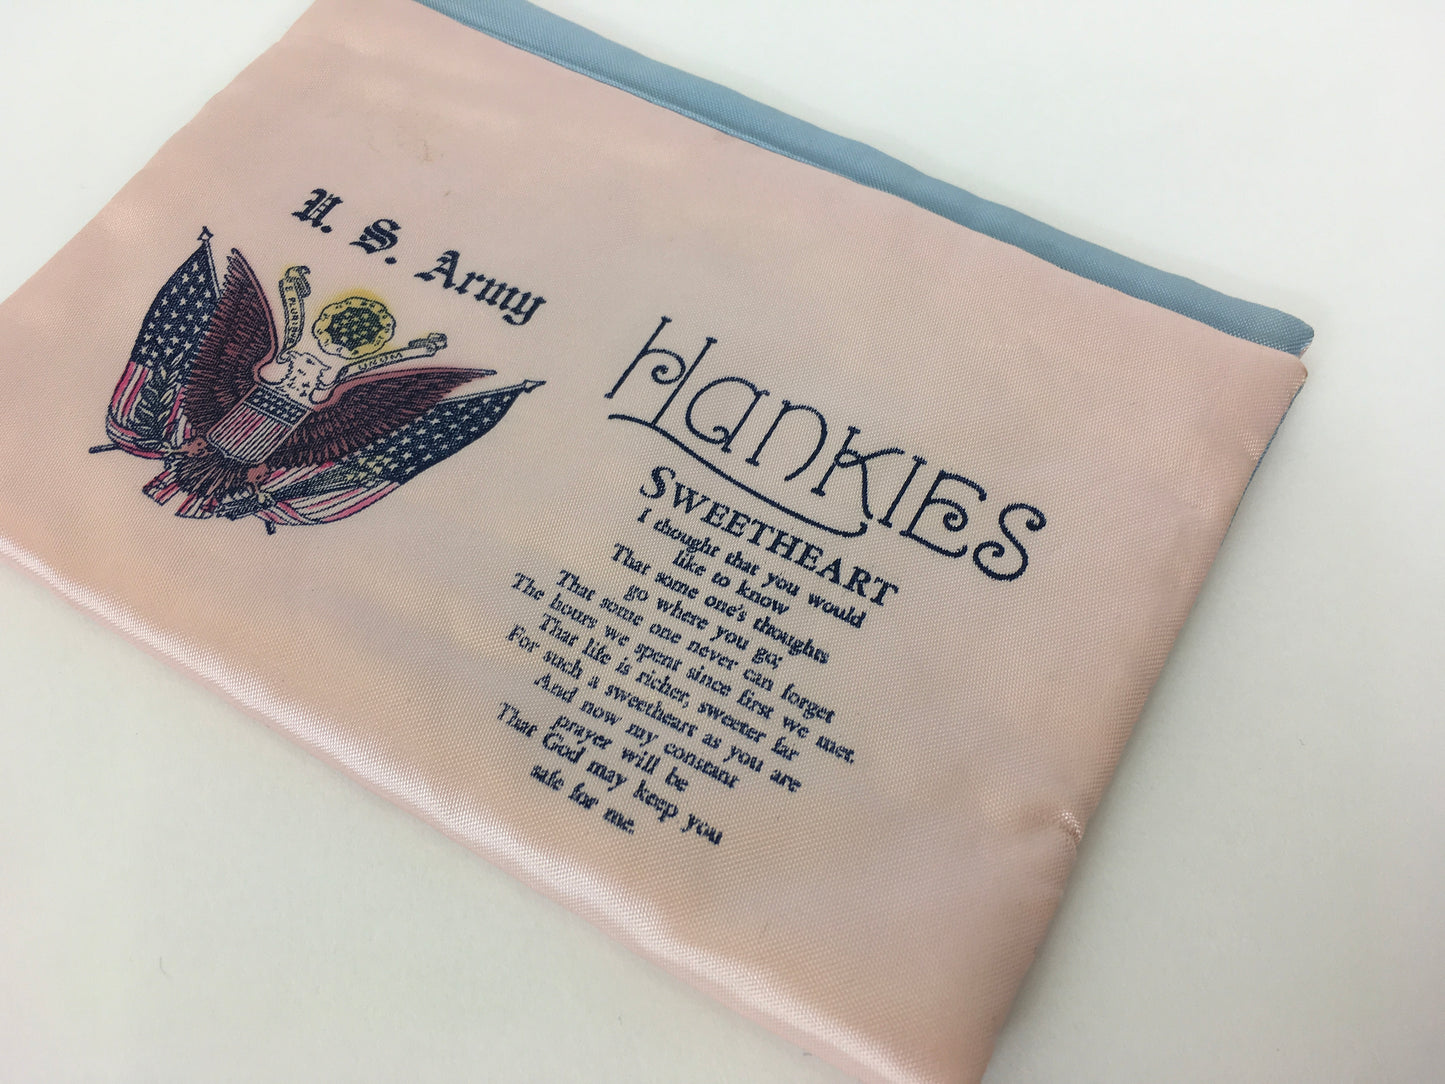 U. S. Army
E PLURIBUS
UNUM
HANKIES
SWEETHEART
I thought that you would
like to know
That some one's thoughts
go where you go;
That some one never can forget
The hours we spent since first we met.
That life is richer, sweeter far
For such a sweetheart as you are
And now my constant
prayer will be
That God may keep you
safe for me.